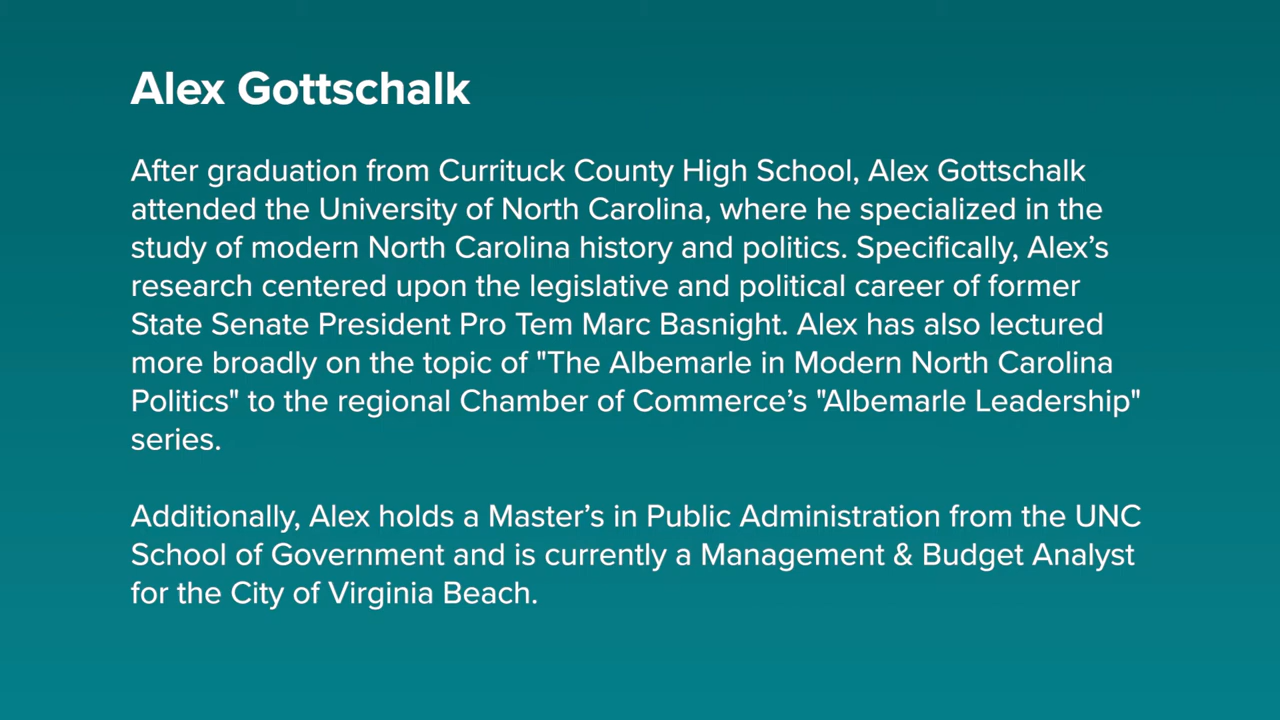 Alex Gottschalk
After graduation from Currituck County High School, Alex Gottschalk
attended the University of North Carolina, where he specialized in the
study of modern North Carolina history and politics. Specifically, Alex’s
research centered upon the legislative and political career of former
State Senate President Pro Tem Marc Basnight. Alex has also lectured
more broadly on the topic of "The Albemarle in Modern North Carolina
Politics" to the regional Chamber of Commerce’s "Albemarle Leadership"
series.
Additionally, Alex holds a Master’s in Public Administration from the UNC
School of Government and is currently a Management & Budget Analyst
for the City of Virginia Beach.